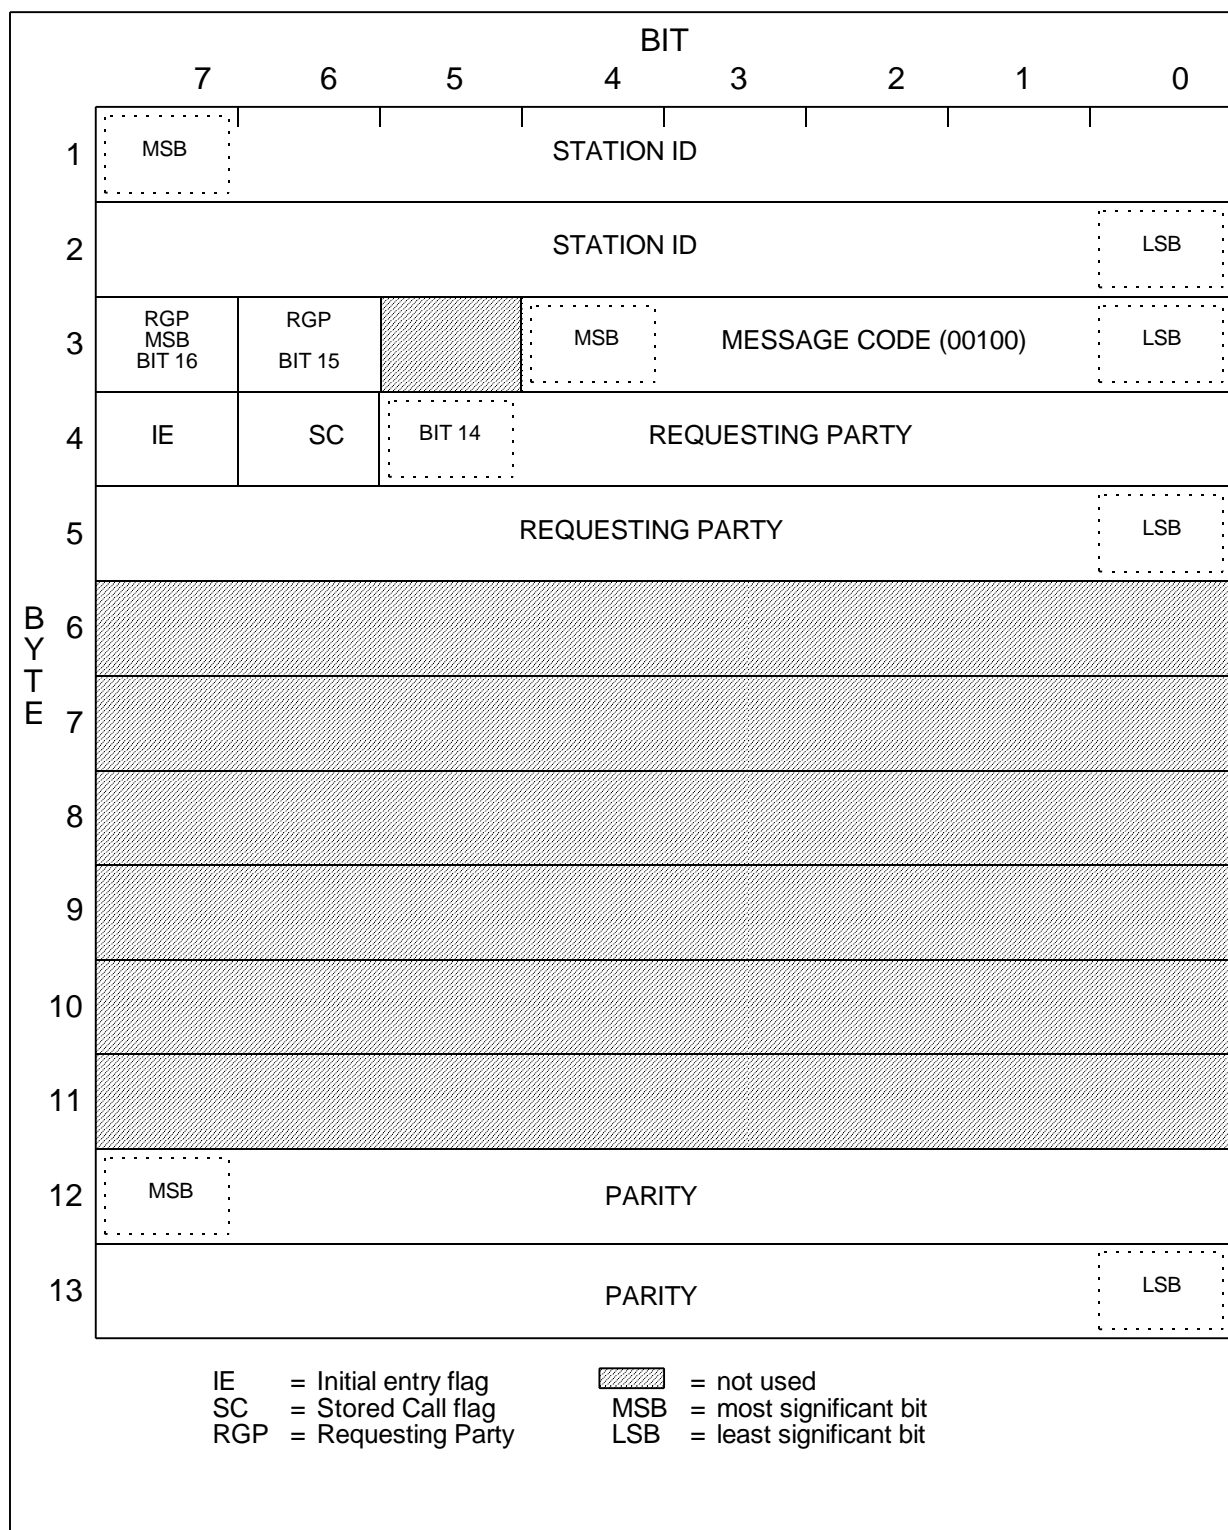 BIT
7 6 5 4 3 2 1 0
1 MSB STATION ID
2 STATION ID LSB
RGP RGP
MSB
BIT 16 BIT 15
3 MSB MESSAGE CODE (00100) LSB
4 IE SC BIT 14 REQUESTING PARTY
5 REQUESTING PARTY LSB
BYTE
6
7
8
9
10
11
12 MSB PARITY
13 PARITY LSB
IE = Initial entry flag = not used
SC = Stored Call flag MSB = most significant bit
RGP = Requesting Party LSB = least significant bit